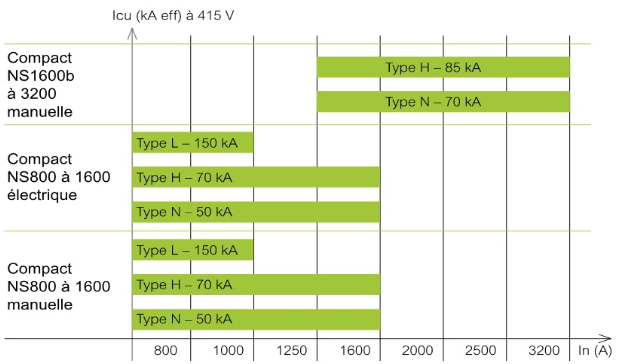 Icu (kA eff) à 415 V
Compact
NS1600b
à 3200
manuelle
Type H – 85 kA
Type N – 70 kA
Compact
NS800 à 1600
électrique
Type L – 150 kA
Type H – 70 kA
Type N – 50 kA
Compact
NS800 à 1600
manuelle
Type L – 150 kA
Type H – 70 kA
Type N – 50 kA
800 1000 1250 1600 2000 2500 3200 In (A)